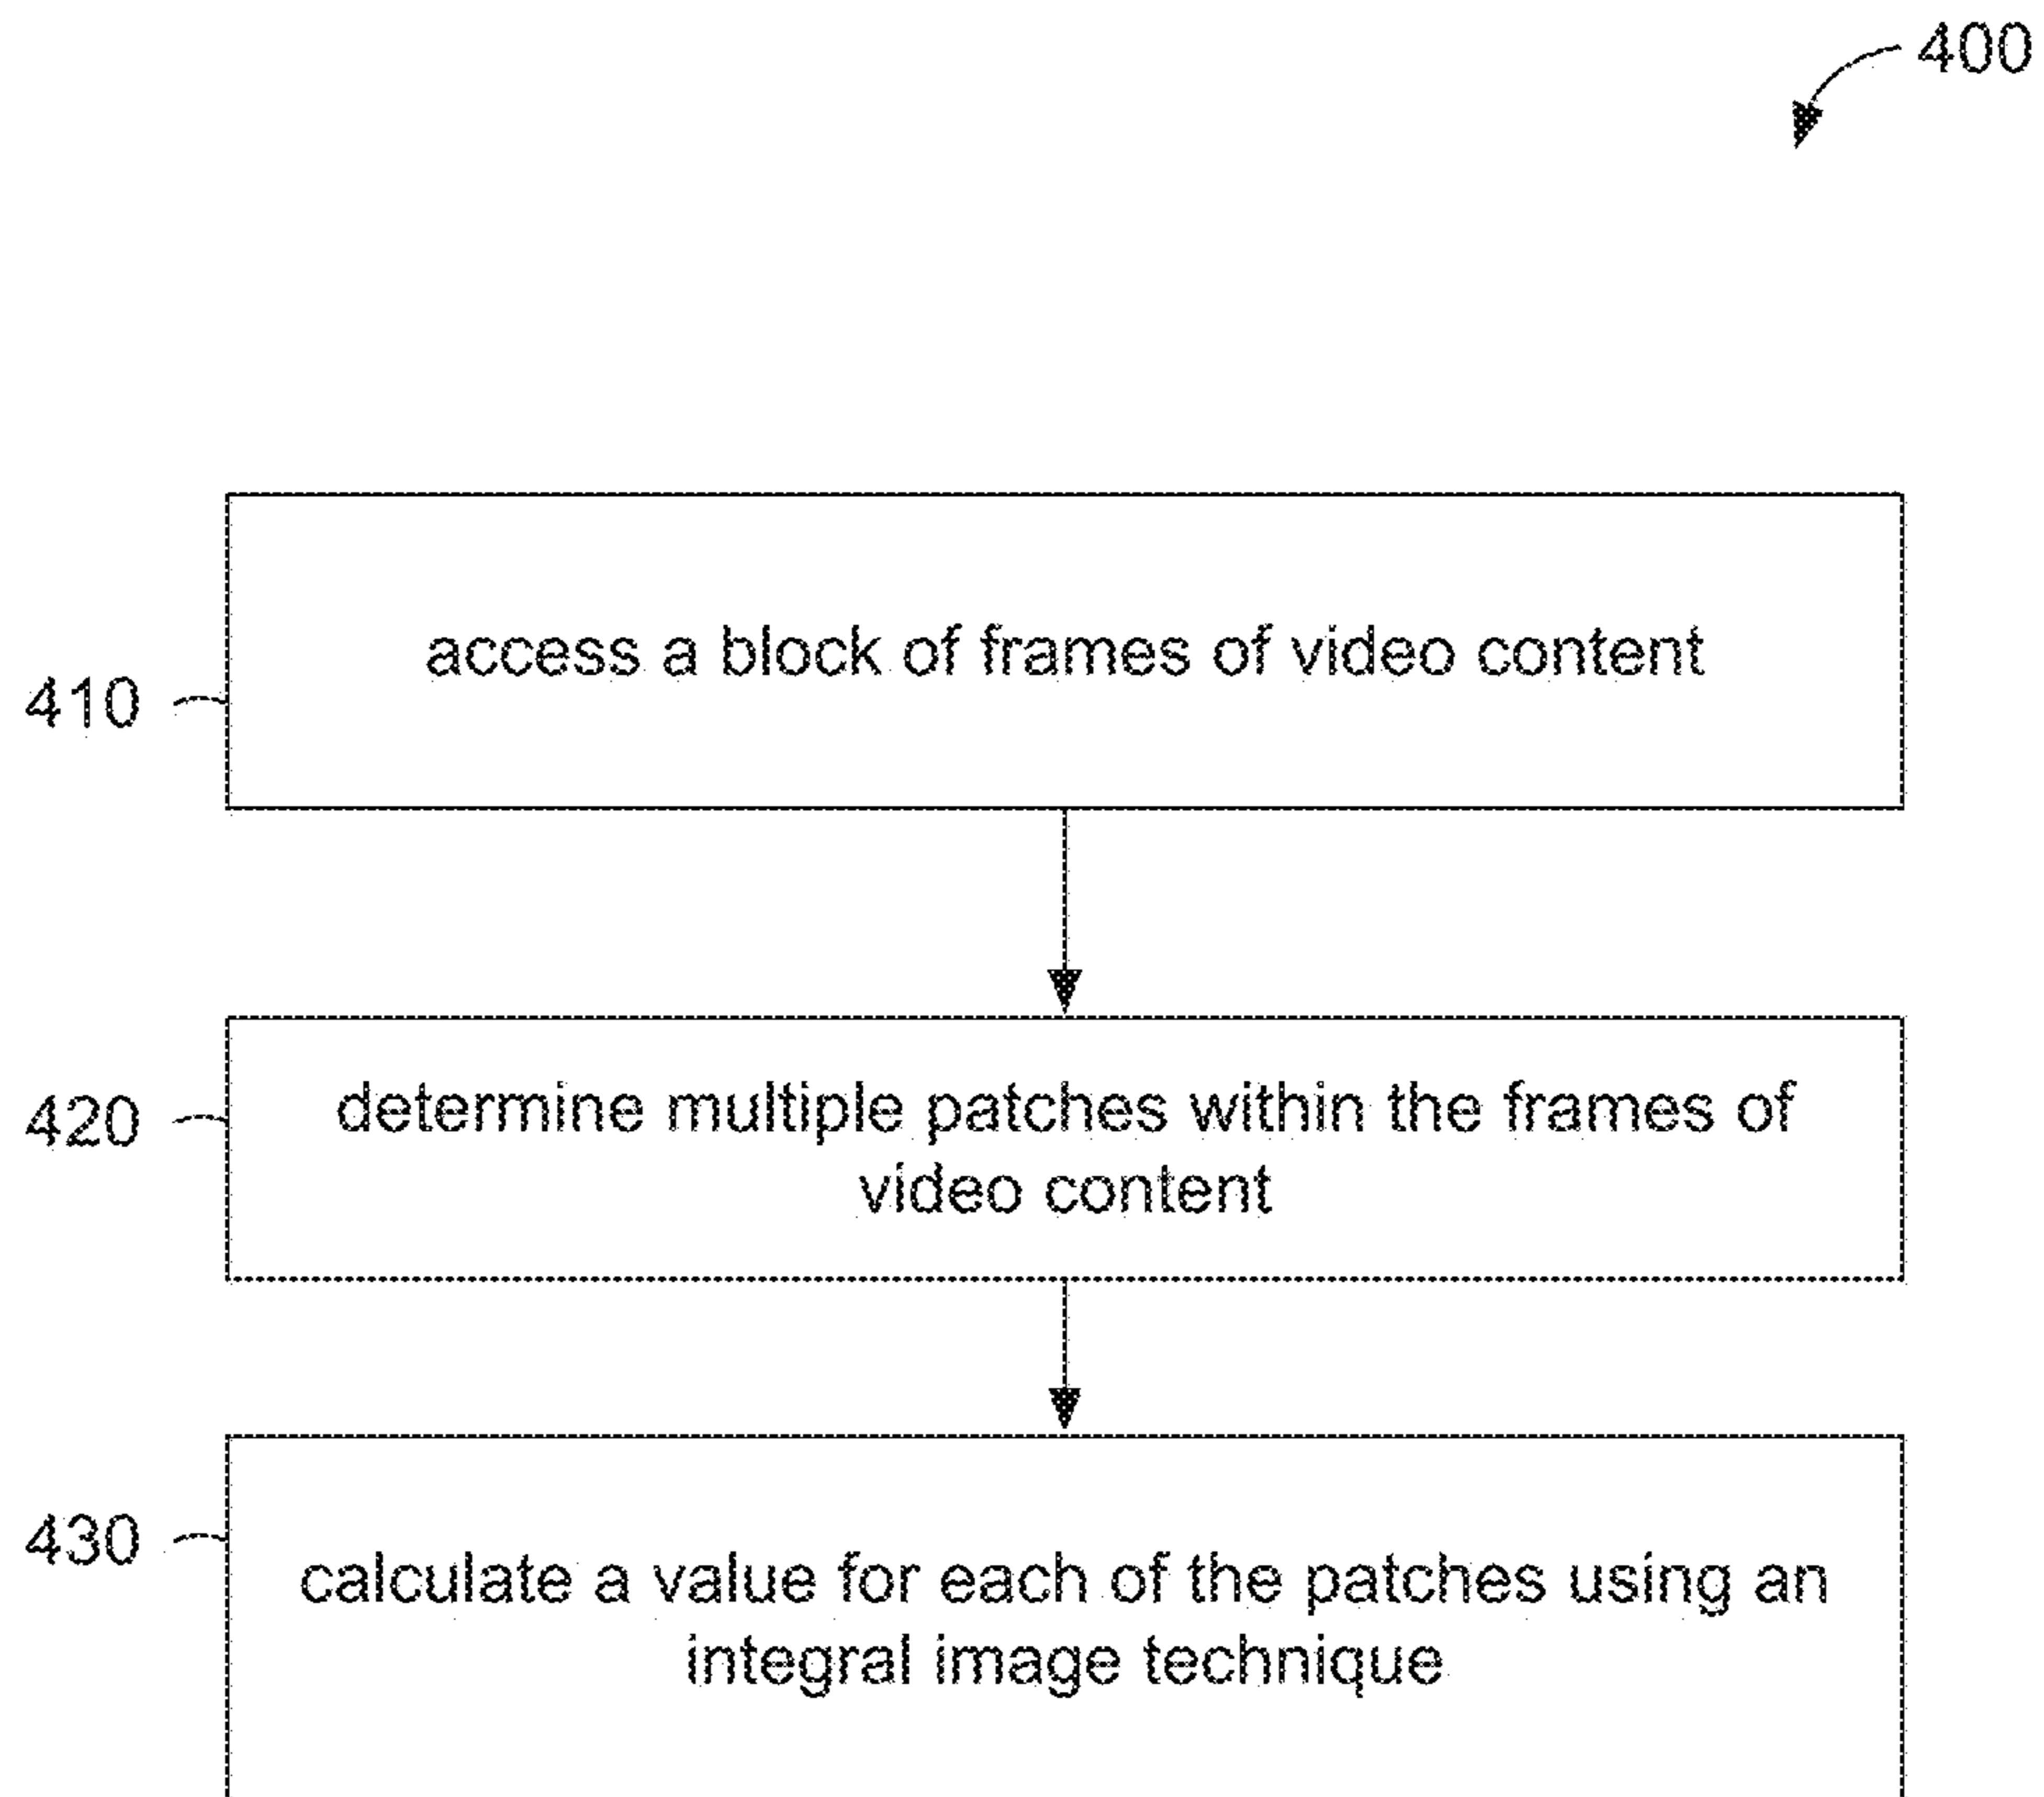 400
access a block of frames of video content
410
determine multiple patches within the frames of
420
video content
430
calculate a value for each of the patches using an
integral image technique